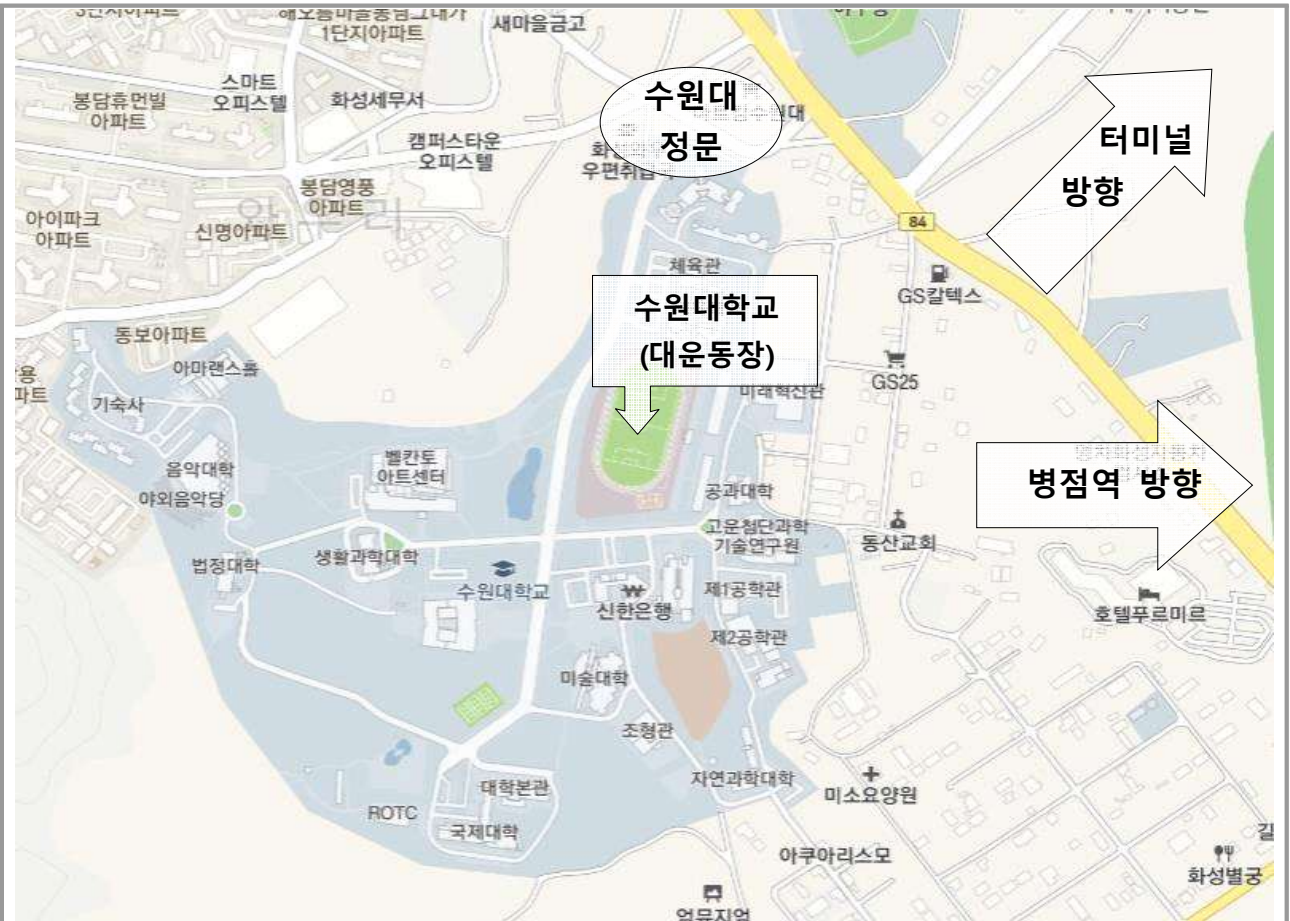 새마을금고
1단지아파트
스마트
오피스텔
화성세무서
봉담휴먼빌
아파트
캠퍼스타운
오피스텔
수원대
정문
터미널
방향
봉담영풍
아파트
아이파크
아파트
신명아파트
84
체육관
GS칼텍스
수원대학교
(대운동장)
동보아파트
아마랜스홀
GS25
미래혁신관
기숙사
벨칸토
아트센터
음악대학
야외음악당
병점역 방향
공과대학
고운첨단과학
기술연구원
동산교회
법정대학
생활과학대학
수원대학교
신한은행
제1공학관
호텔푸르미르
제2공학관
미술대학
조형관
자연과학대학
미소요양원
대학본관
ROTC
국제대학
아쿠아리스모
화성별궁